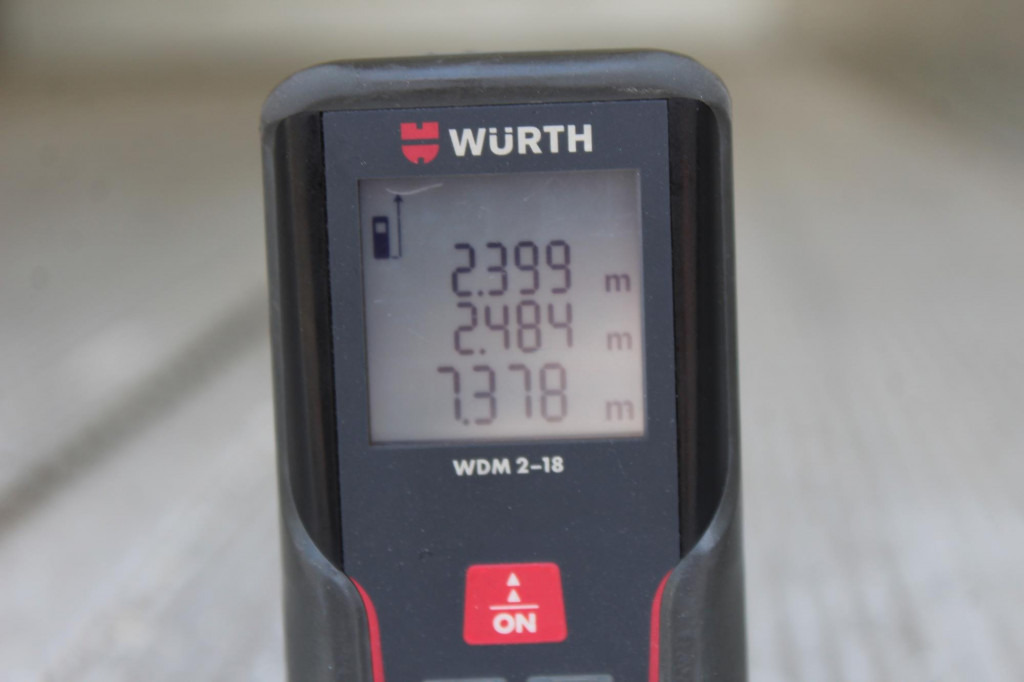 WÜRTH
2.399 m
2.484 m
7.378 m
WDM 2-18
ON